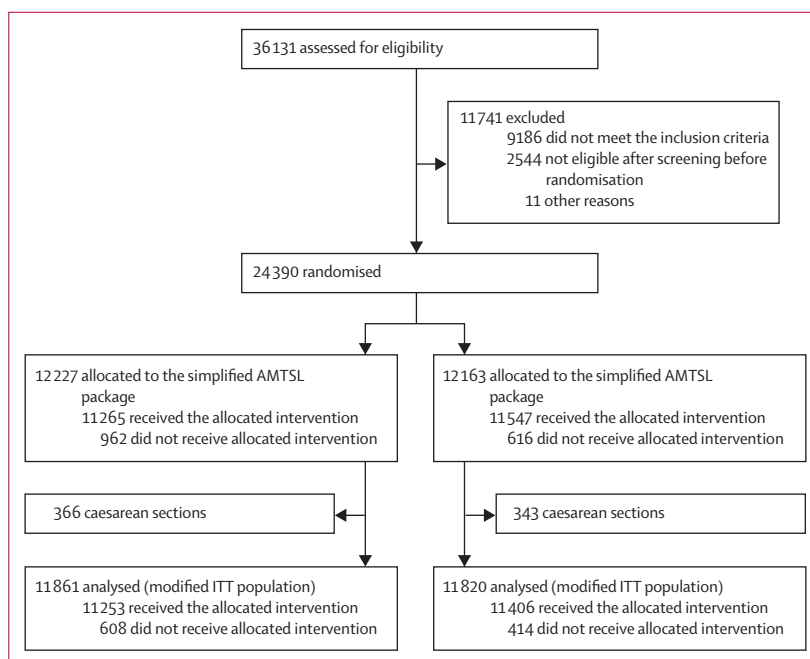 36131 assessed for eligibility
11741 excluded
9186 did not meet the inclusion criteria
2544 not eligible after screening before
randomisation
11 other reasons
24390 randomised
12227 allocated to the simplified AMTSL
package
11265 received the allocated intervention
962 did not receive allocated intervention
12163 allocated to the simplified AMTSL
package
11547 received the allocated intervention
616 did not receive allocated intervention
366 caesarean sections
343 caesarean sections
11861 analysed (modified ITT population)
11253 received the allocated intervention
608 did not receive allocated intervention
11820 analysed (modified ITT population)
11406 received the allocated intervention
414 did not receive allocated intervention